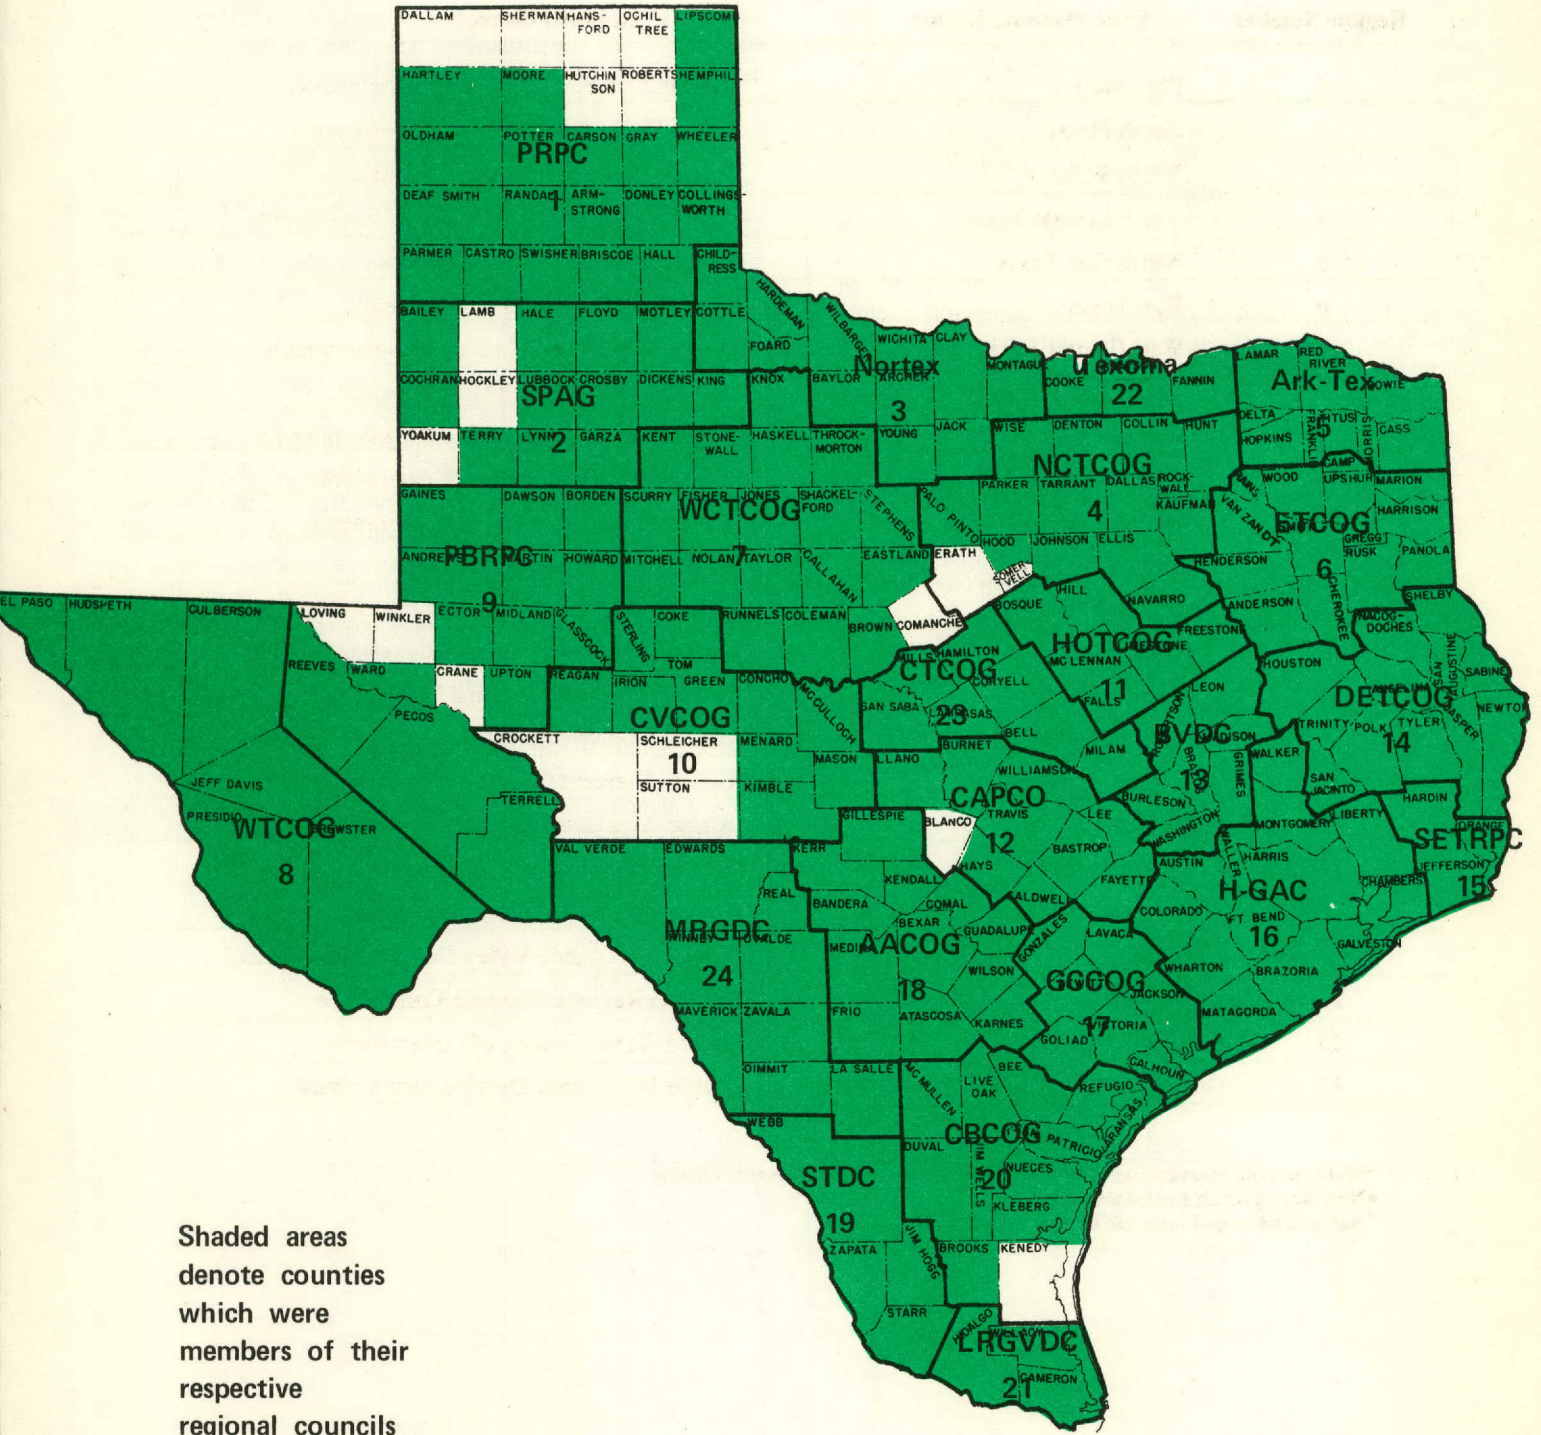 DALLAM SHERMAN HANS- OCHIL LIPSCOMB
FORD TREE
HARTLEY MOORE HUTCHIN ROBERTS HEMPHIL
SON
OLDHAM POTTER CARSON GRAY WHEELER
PRPC
DEAF SMITH RANDALL ARM- DONLEY COLLINGS-
1 STRONG WORTH
PARMER CASTRO SWISHER BRISCOE HALL CHILD-
RESS
HARDEMAN
BAILEY LAMB HALE FLOYD MOTLEY COTTLE WILBARGER
FOARD WICHITA CLAY
Nortex MONTAGUE Texoma
LAMAR RED
RIVER
COCHRAN HOCKLEY LUBBOCK CROSBY DICKENS KING KNOX BAYLOR ARCHER COOKE FANNIN Ark-Tex BOWIE
SPAG 3 22
YOAKUM TERRY LYNN GARZA KENT STONE- HASKELL THROCK- YOUNG JACK WISE DENTON COLLIN HUNT
2 WALL MORTON
DELTA FRANKLIN TITUS MORRIS CASS
HOPKINS 5
CAMP
NCTCOG
PARKER TARRANT DALLAS ROCK-
WALL
RAINS WOOD UPSHUR MARION
GAINES DAWSON BORDEN SCURRY FISHER JONES SHACKEL-
FORD
STEPHENS PALO PINTO 4 KAUFMAN VAN ZANDT HARRISON
WCTCOG ETCOG
SMITH GREGG
RUSK PANOLA
HOOD JOHNSON ELLIS
ANDREWS MARTIN HOWARD MITCHELL NOLAN TAYLOR CALLAHAN EASTLAND ERATH
PBRPC 7 SOMER
VELL
HENDERSON 6
CHEROKEE
EL PASO HUDSPETH CULBERSON LOVING WINKLER ECTOR MIDLAND GLASSCOCK STERLING COKE RUNNELS COLEMAN BROWN COMANCHE
9
BOSQUE HILL NAVARRO ANDERSON SHELBY
NACOG-
DOCHES
REEVES WARD CRANE UPTON REAGAN IRION TOM
GREEN CONCHO MCCULLOCH MILLS HAMILTON
CTCOG CORYELL
HOTCOG FREESTONE
LIMESTONE
MC LENNAN
11
FALLS
HOUSTON SAN AUGUSTINE SABINE
PECOS CVCOG SAN SABA LAMPASAS
23 BELL
MILAM LEON ROBERTSON MADISON
BVDC
DETCOG
ANGELINA JASPER NEWTON
TRINITY POLK TYLER
14
CROCKETT SCHLEICHER MENARD
10
SUTTON KIMBLE MASON LLANO BURNET WILLIAMSON
BRAZOS GRIMES WALKER
13
SAN
JACINTO
JEFF DAVIS TERRELL
PRESIDIO BREWSTER
WTCOG
8
GILLESPIE BLANCO CAPCO
TRAVIS LEE BURLESON WASHINGTON MONTGOMERY LIBERTY HARDIN
12 BASTROP
ORANGE
SETRPC
JEFFERSON
15
VAL VERDE EDWARDS KERR KENDALL HAYS
REAL BANDERA COMAL CALDWELL FAYETTE AUSTIN WALLER HARRIS CHAMBERS
MRGDC
KINNEY UVALDE MEDINA BEXAR GUADALUPE
AACOG
GONZALES LAVACA COLORADO H-GAC
FT. BEND
16 GALVESTON
24 WILSON
18
GCCOG
JACKSON WHARTON BRAZORIA
MAVERICK ZAVALA FRIO ATASCOSA KARNES VICTORIA
17
GOLIAD MATAGORDA
DIMMIT LA SALLE MC MULLEN LIVE
OAK BEE REFUGIO CALHOUN
WEBB DUVAL CBCOG SAN PATRICIO ARANSAS
JIM WELLS 20 NUECES
STDC
KLEBERG
19
ZAPATA JIM HOGG BROOKS KENEDY
STARR HIDALGO WILLACY
LRGVDC
21 CAMERON
Shaded areas
denote counties
which were
members of their
respective
regional councils